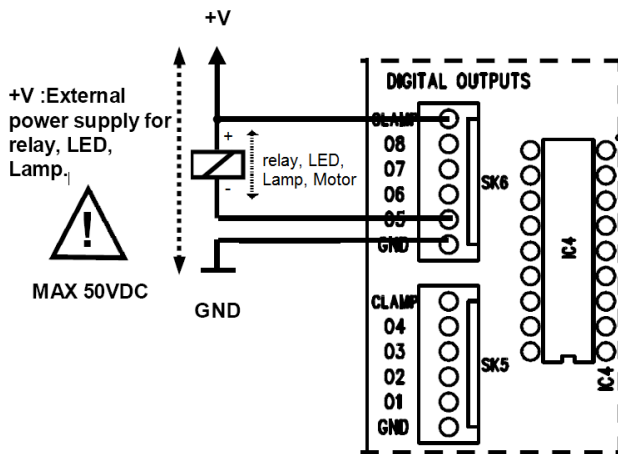 +V
+V :External
power supply for
relay, LED,
Lamp.
!
MAX 50VDC
+
-
relay, LED,
Lamp, Motor
GND
DIGITAL OUTPUTS
CLAMP
O8
O7
O6
O5
GND
SK6
IC4
CLAMP
O4
O3
O2
O1
GND
SK5
IC4